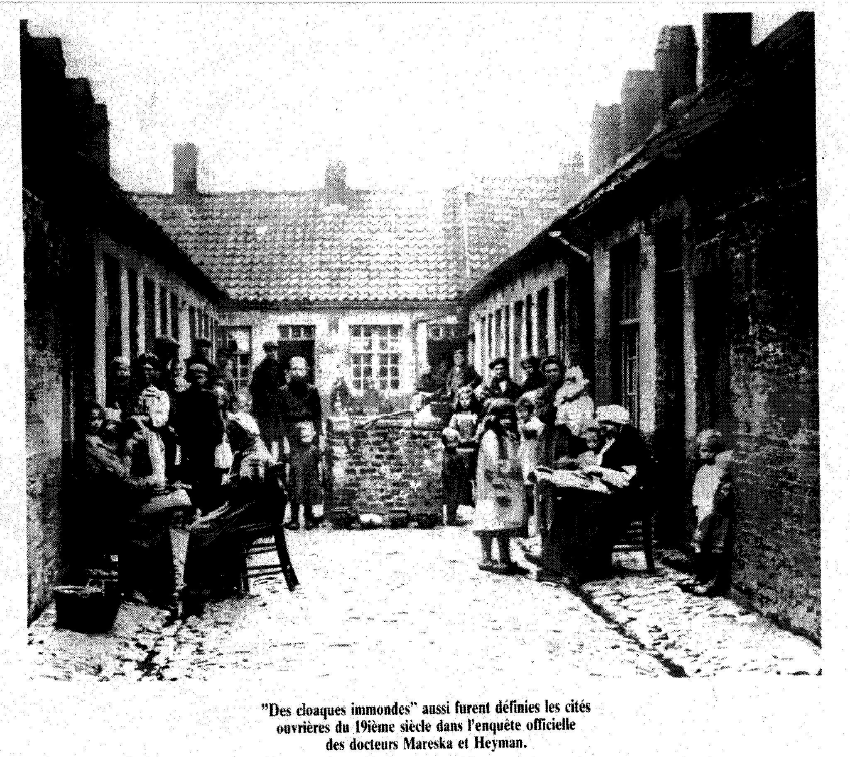 "Des cloaques immondes" aussi furent définies les cités
ouvrières du 19ième siècle dans l'enquête officielle
des docteurs Mareska et Heyman.